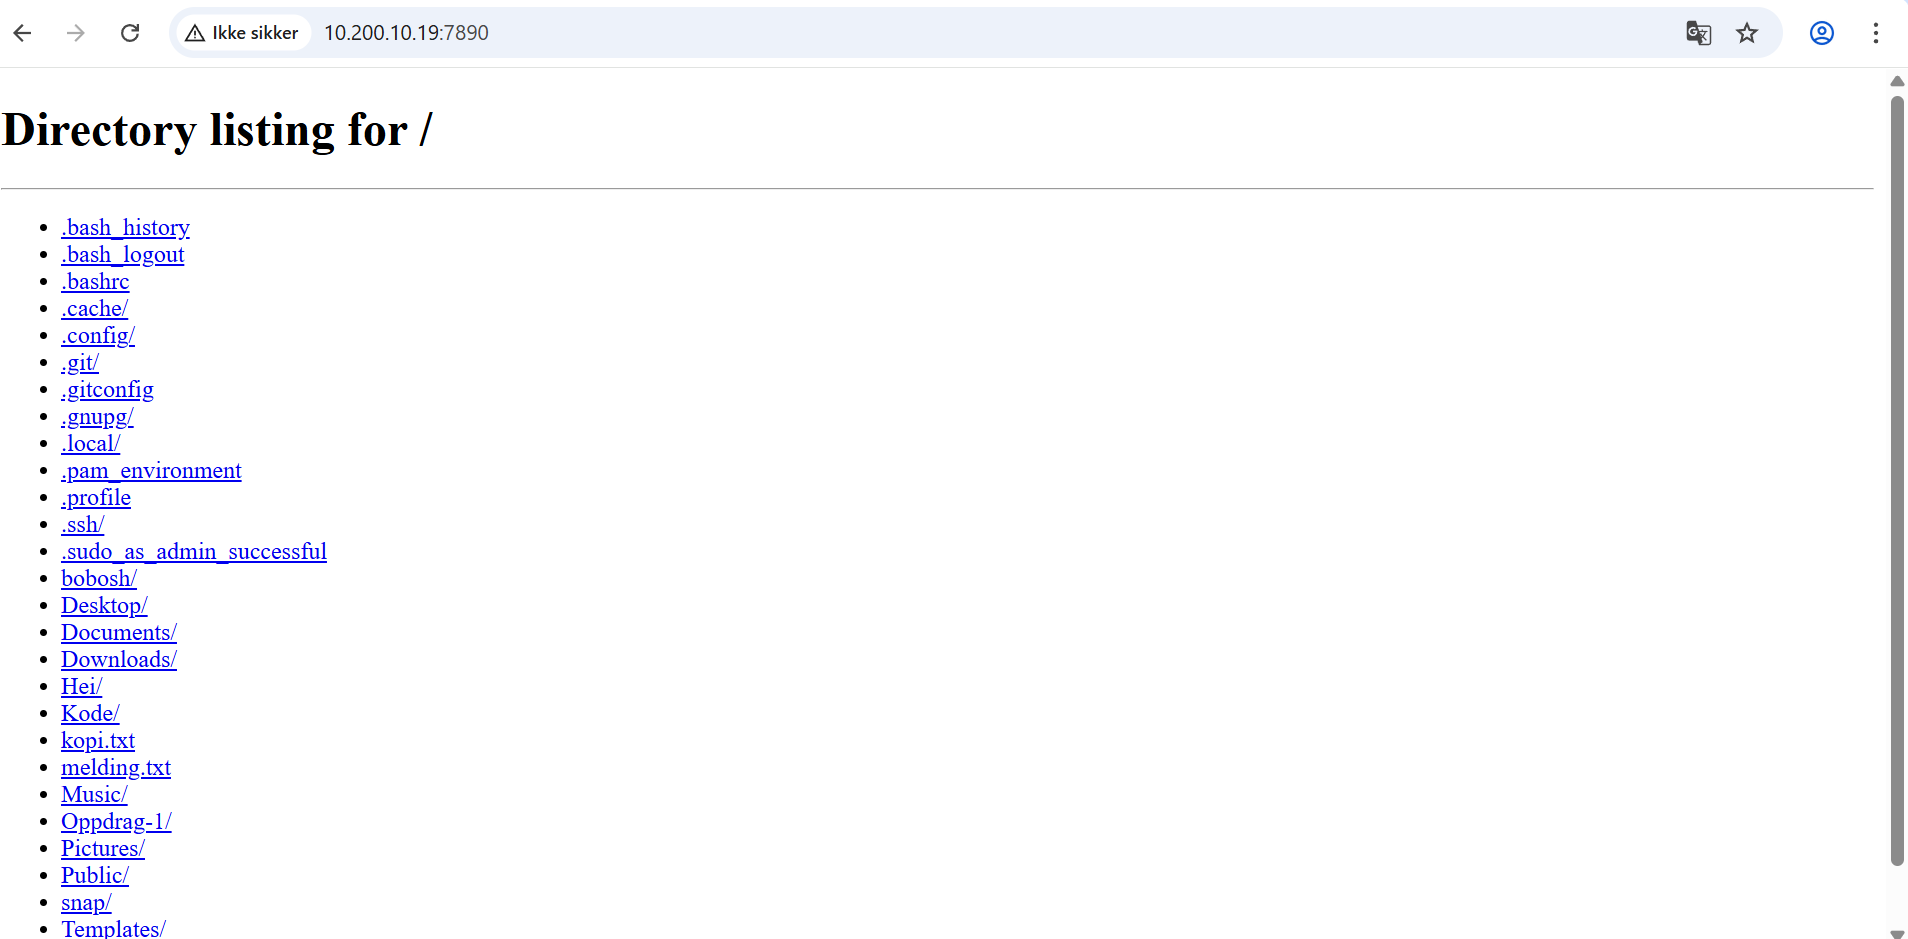 Ikke sikker 10.200.10.19:7890
Directory listing for /
.bash_history
.bash_logout
.bashrc
.cache/
.config/
.git/
.gitconfig
.gnupg/
.local/
.pam_environment
.profile
.ssh/
.sudo_as_admin_successful
bobosh/
Desktop/
Documents/
Downloads/
Hei/
Kode/
kopi.txt
melding.txt
Music/
Oppdrag-1/
Pictures/
Public/
snap/
Templates/